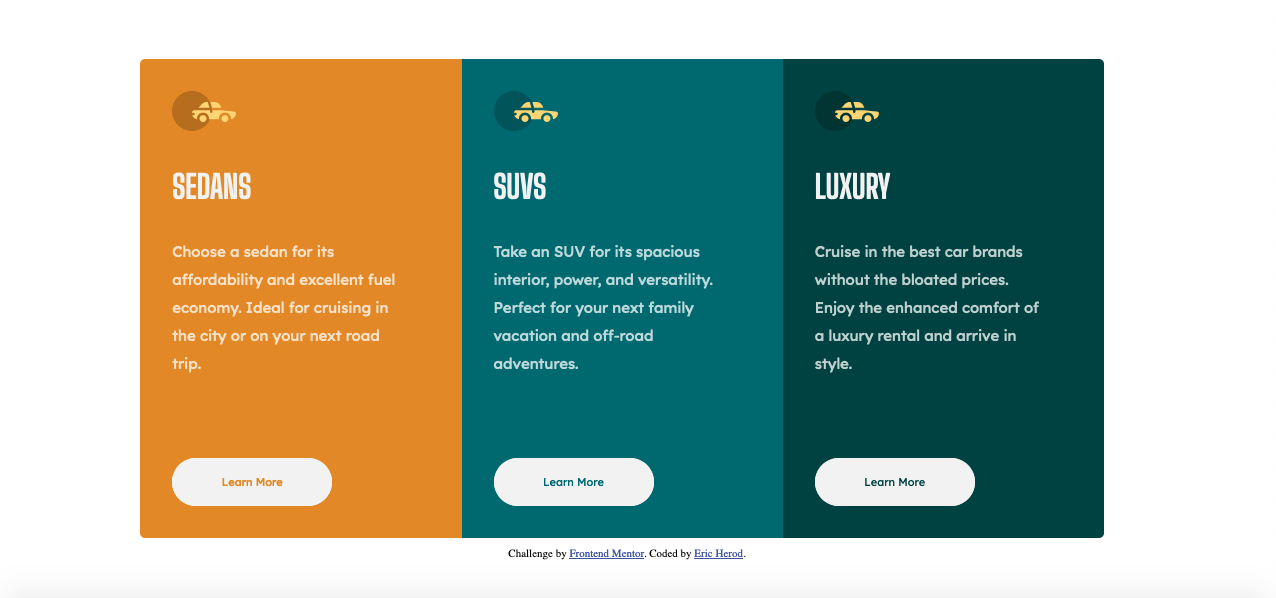 SEDANS
Choose a sedan for its
affordability and excellent fuel
economy. Ideal for cruising in
the city or on your next road
trip.
Learn More
SUVS
Take an SUV for its spacious
interior, power, and versatility.
Perfect for your next family
vacation and off-road
adventures.
Learn More
LUXURY
Cruise in the best car brands
without the bloated prices.
Enjoy the enhanced comfort of
a luxury rental and arrive in
style.
Learn More
Challenge by Frontend Mentor. Coded by Eric Herod.